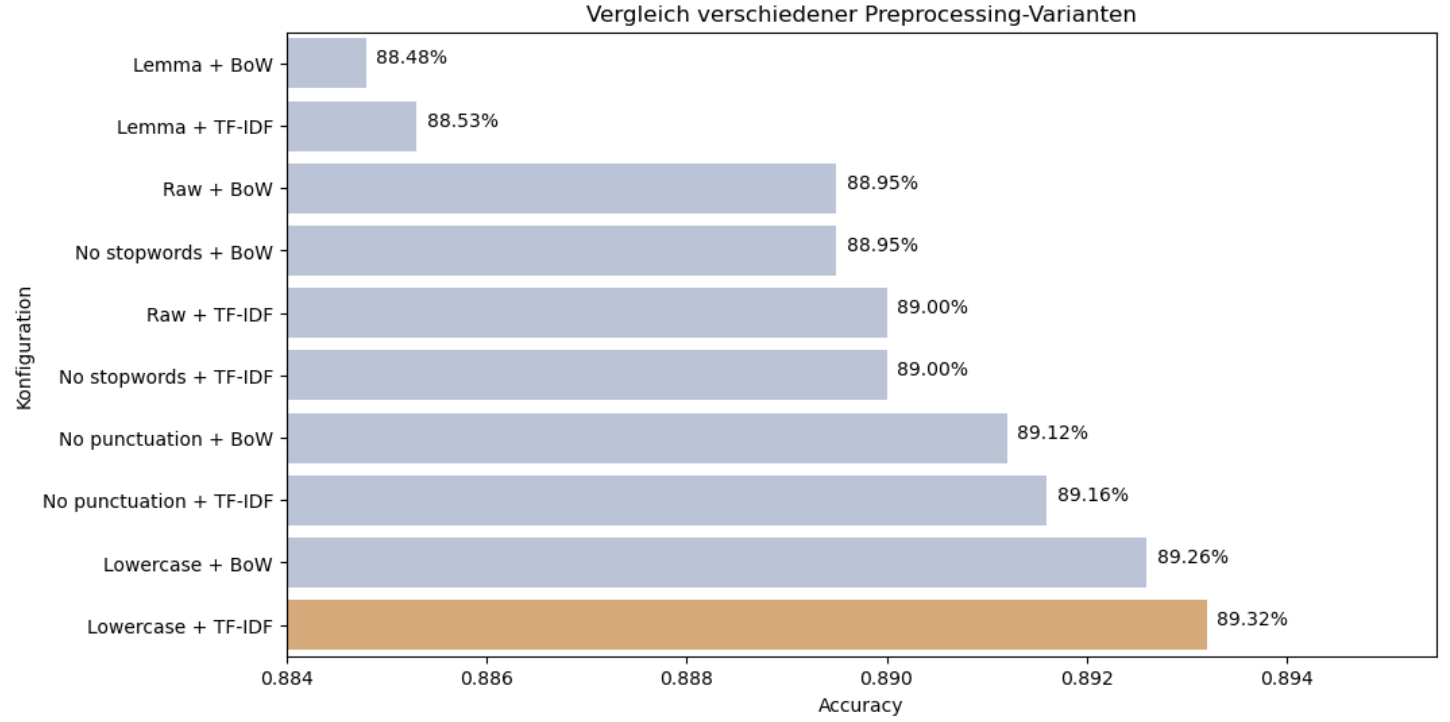 Vergleich verschiedener Preprocessing-Varianten
Konfiguration
Lemma + BoW 88.48%
Lemma + TF-IDF 88.53%
Raw + BoW 88.95%
No stopwords + BoW 88.95%
Raw + TF-IDF 89.00%
No stopwords + TF-IDF 89.00%
No punctuation + BoW 89.12%
No punctuation + TF-IDF 89.16%
Lowercase + BoW 89.26%
Lowercase + TF-IDF 89.32%
0.884 0.886 0.888 0.890 0.892 0.894
Accuracy